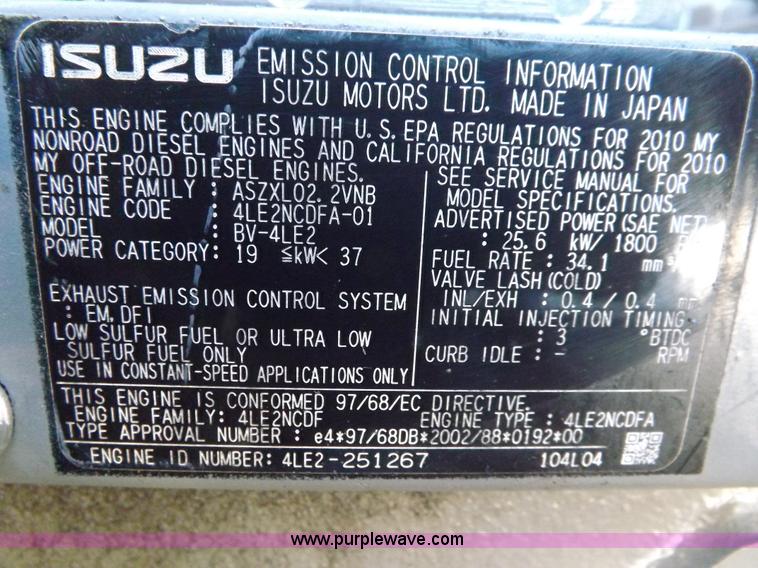 ISUZU EMISSION CONTROL INFORMATION
ISUZU MOTORS LTD. MADE IN JAPAN
THIS ENGINE COMPLIES WITH U.S.EPA REGULATIONS FOR 2010 MY
NONROAD DIESEL ENGINES AND CALIFORNIA REGULATIONS FOR 2010
MY OFF-ROAD DIESEL ENGINES.
ENGINE FAMILY : ASZXL02.2VNB
ENGINE CODE : 4LE2NCDFA-01
MODEL : BV-4LE2
POWER CATEGORY: 19 ≦kW< 37
EXHAUST EMISSION CONTROL SYSTEM
: EM,DFI
LOW SULFUR FUEL OR ULTRA LOW
SULFUR FUEL ONLY
USE IN CONSTANT-SPEED APPLICATIONS ONLY
SEE SERVICE MANUAL FOR
MODEL SPECIFICATIONS.
ADVERTISED POWER(SAE NET)
: 25.6 kW/ 1800
FUEL RATE : 34.1
VALVE LASH(COLD)
INL/EXH : 0.4 / 0.4
INITIAL INJECTION TIMING
: 3 °BTDC
CURB IDLE : - RPM
THIS ENGINE IS CONFORMED 97/68/EC DIRECTIVE.
ENGINE FAMILY: 4LE2NCDF ENGINE TYPE : 4LE2NCDFA
TYPE APPROVAL NUMBER : e4*97/68DB*2002/88*0192*00
ENGINE ID NUMBER: 4LE2-251267 104L04
www.purplewave.com